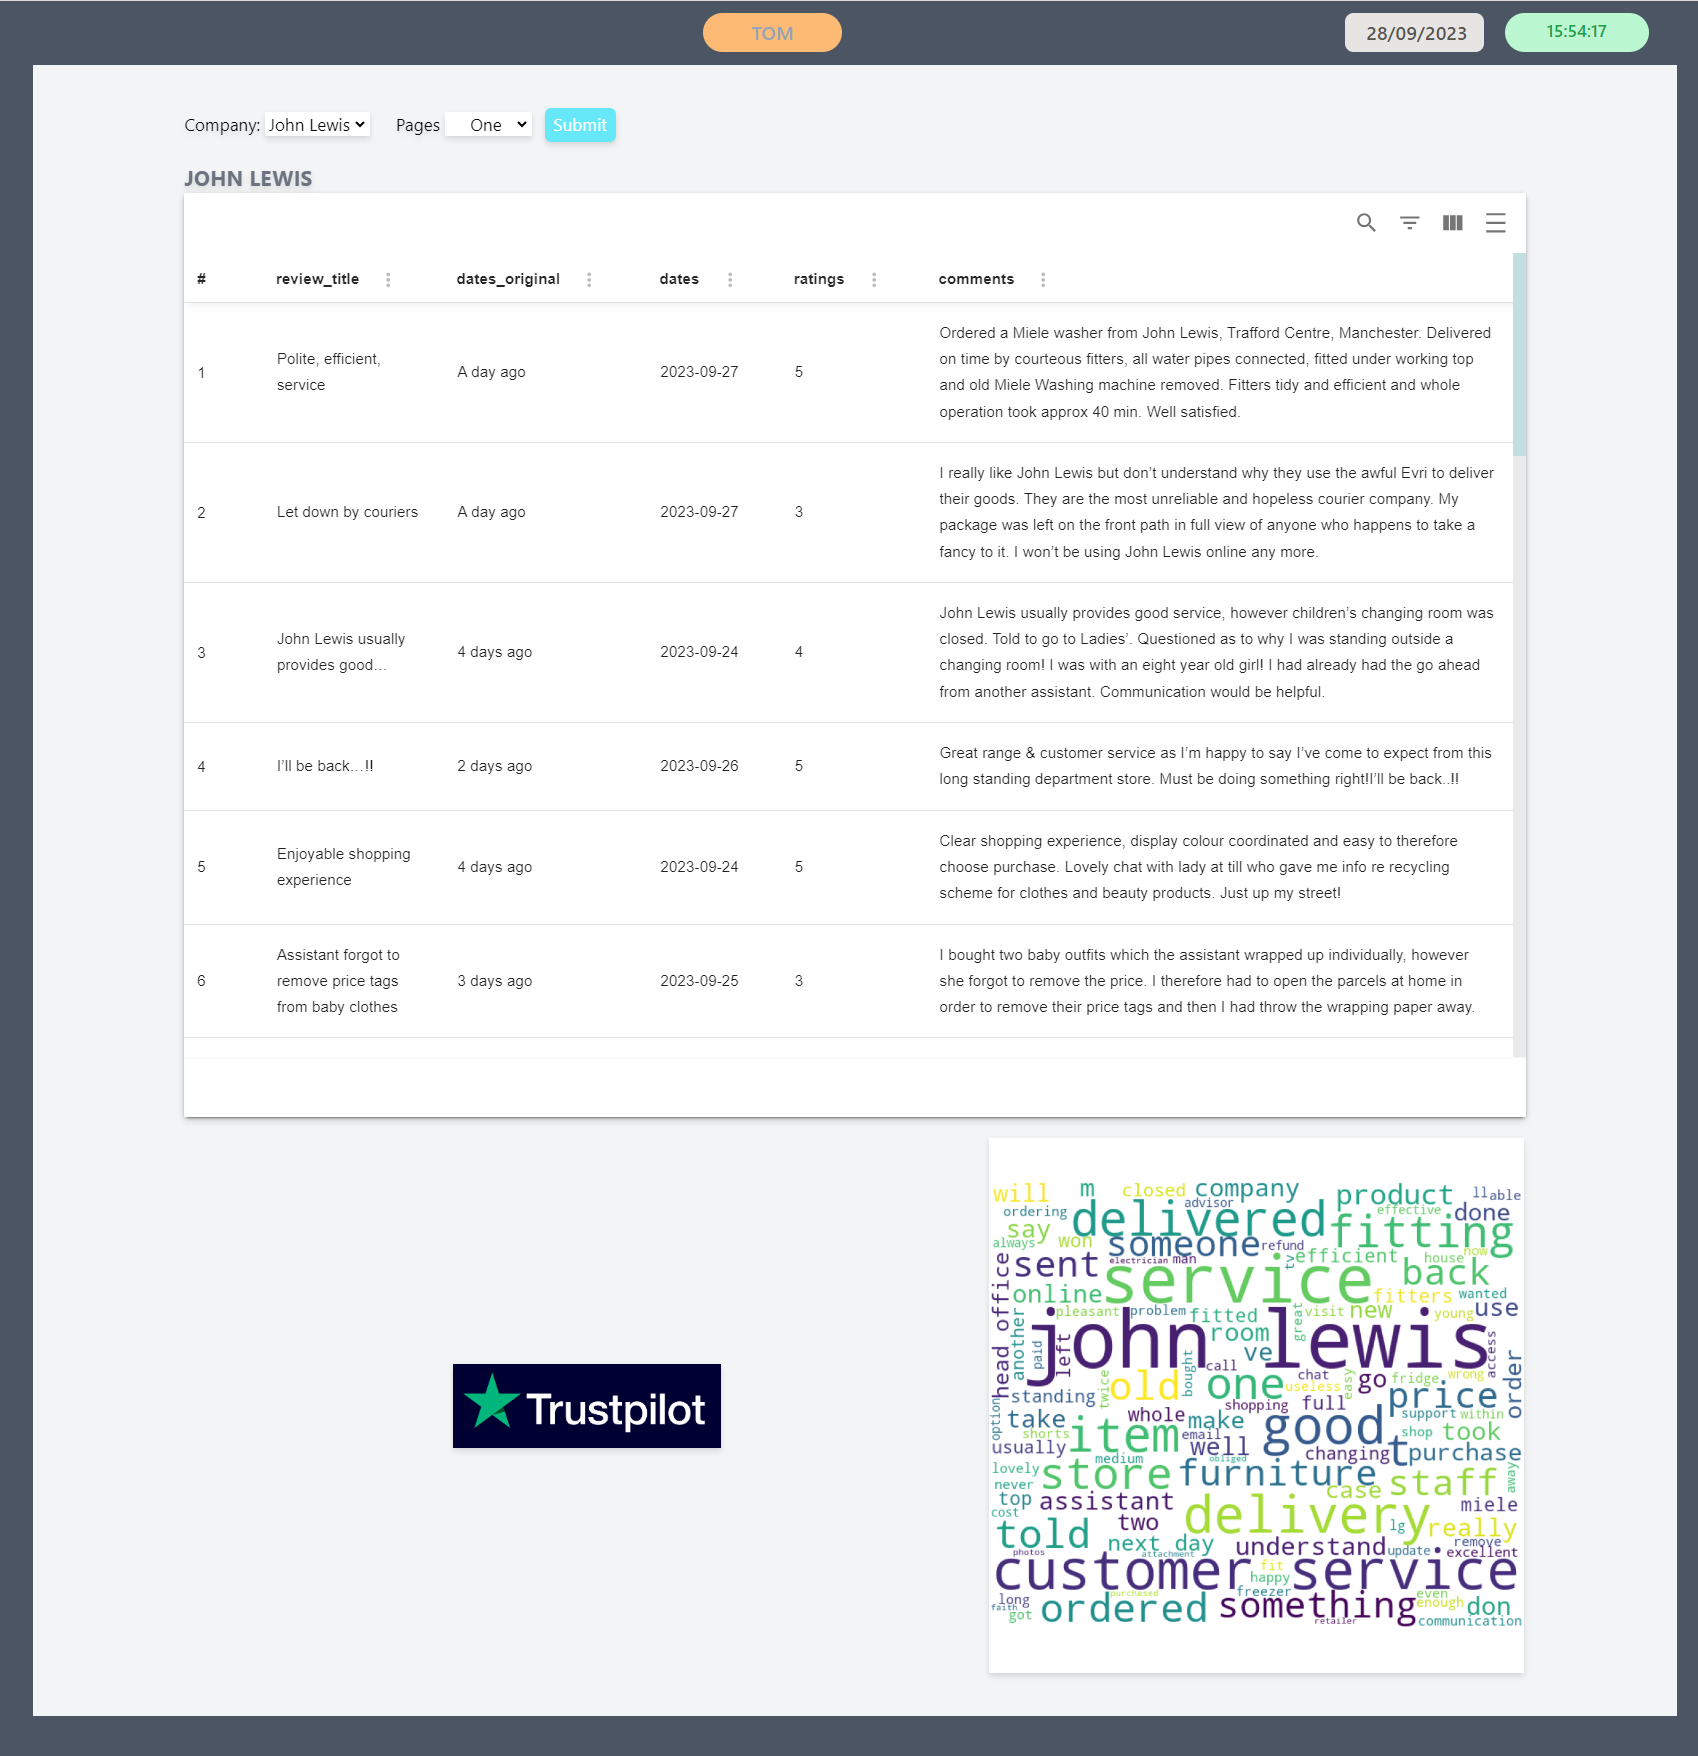 TOM
28/09/2023
15:54:17
Company: John Lewis Pages One Submit
JOHN LEWIS
# review_title dates_original dates ratings comments
1 Polite, efficient, service A day ago 2023-09-27 5
Ordered a Miele washer from John Lewis, Trafford Centre, Manchester. Delivered
on time by courteous fitters, all water pipes connected, fitted under working top
and old Miele Washing machine removed. Fitters tidy and efficient and whole
operation took approx 40 min. Well satisfied.
2 Let down by couriers A day ago 2023-09-27 3
I really like John Lewis but don’t understand why they use the awful Evri to deliver
their goods. They are the most unreliable and hopeless courier company. My
package was left on the front path in full view of anyone who happens to take a
fancy to it. I won’t be using John Lewis online any more.
3 John Lewis usually provides good… 4 days ago 2023-09-24 4
John Lewis usually provides good service, however children’s changing room was
closed. Told to go to Ladies’. Questioned as to why I was standing outside a
changing room! I was with an eight year old girl! I had already had the go ahead
from another assistant. Communication would be helpful.
4 I’ll be back…!! 2 days ago 2023-09-26 5
Great range & customer service as I’m happy to say I’ve come to expect from this
long standing department store. Must be doing something right!I’ll be back..!!
5 Enjoyable shopping experience 4 days ago 2023-09-24 5
Clear shopping experience, display colour coordinated and easy to therefore
choose purchase. Lovely chat with lady at till who gave me info re recycling
scheme for clothes and beauty products. Just up my street!
6 Assistant forgot to remove price tags from baby clothes 3 days ago 2023-09-25 3
I bought two baby outfits which the assistant wrapped up individually, however
she forgot to remove the price. I therefore had to open the parcels at home in
order to remove their price tags and then I had throw the wrapping paper away.
Trustpilot
will m closed company product ll able
ordering advisor effective
say delivered fitting done
always won someone refund efficient house now
sent electrician man tv back
head office service
online fitters wanted
another pleasant problem fitted great visit new young use
john lewis
paid left room ve access
bought call chat go fridge wrong order
standing twice old one useless easy price
option take whole shopping full support within
shorts item email make good shop took
usually well changing t purchase
medium obliged
lovely store furniture staff away
never case
top assistant miele
cost two delivery lg really
told next day understand update remove
photos attachment excellent
customer service
fit happy
long purchased freezer even
faith got ordered something enough don
retailer communication